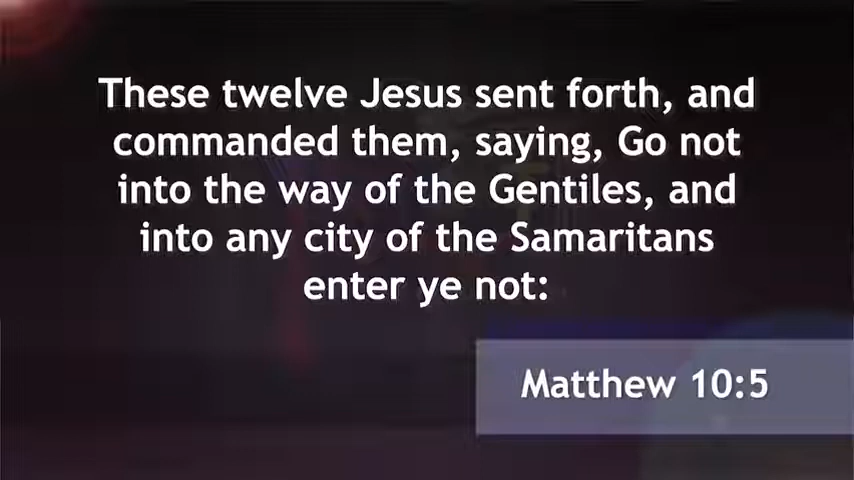 These twelve Jesus sent forth, and
commanded them, saying, Go not
into the way of the Gentiles, and
into any city of the Samaritans
enter ye not:
Matthew 10:5